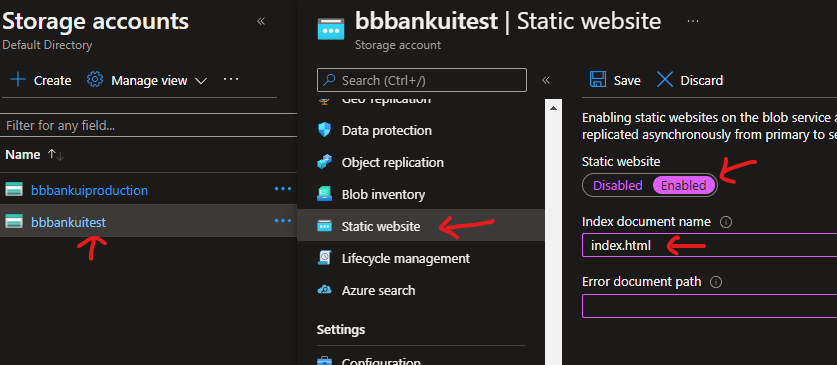 Storage accounts
«
Default Directory
+ Create
Manage view
...
Filter for any field...
Name ↑↓
bbbankuiproduction
...
bbbankuitest
...
bbbankuitest | Static website
...
Storage account
Search (Ctrl+/)
«
Geo replication
Data protection
Object replication
Blob inventory
Static website
Lifecycle management
Azure search
Settings
Configuration
Save
Discard
Enabling static websites on the blob service a
replicated asynchronously from primary to se
Static website
Disabled Enabled
Index document name
index.html
Error document path